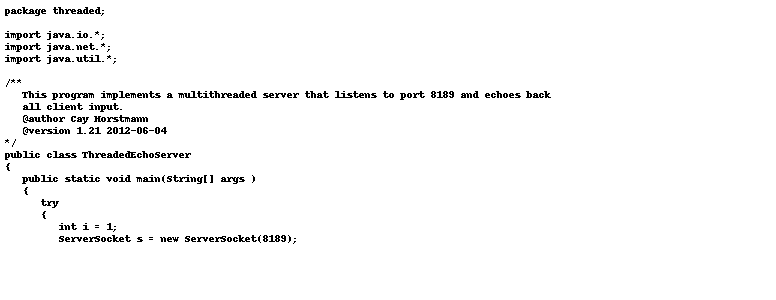 package threaded;

import java.io.*;
import java.net.*;
import java.util.*;

/**
   This program implements a multithreaded server that listens to port 8189 and echoes back
   all client input.
   @author Cay Horstmann
   @version 1.21 2012-06-04
*/
public class ThreadedEchoServer
{
   public static void main(String[] args )
   {
      try
      {
         int i = 1;
         ServerSocket s = new ServerSocket(8189);